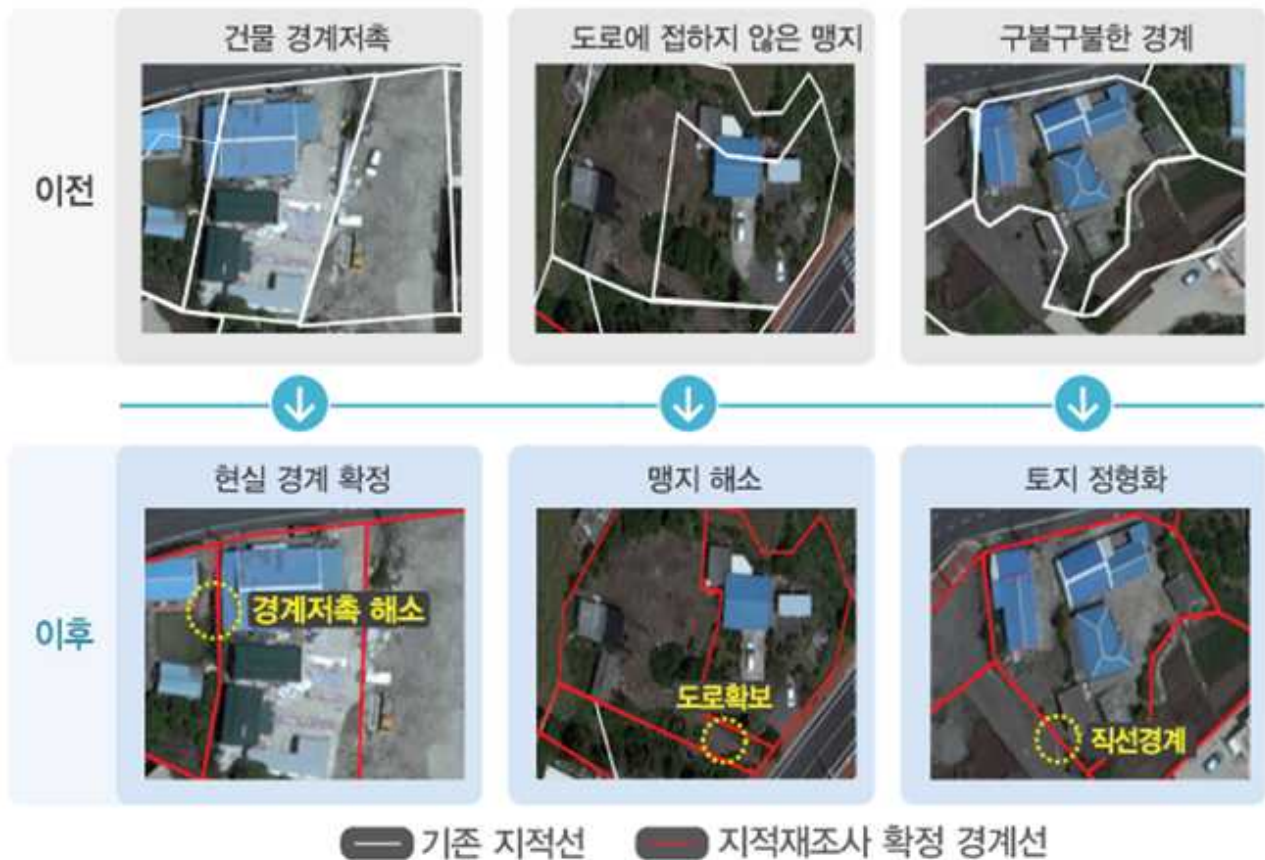 건물 경계저촉
도로에 접하지 않은 맹지
구불구불한 경계
이전
현실 경계 확정
맹지 해소
토지 정형화
이후
경계저촉 해소
도로확보
직선경계
기존 지적선
지적재조사 확정 경계선